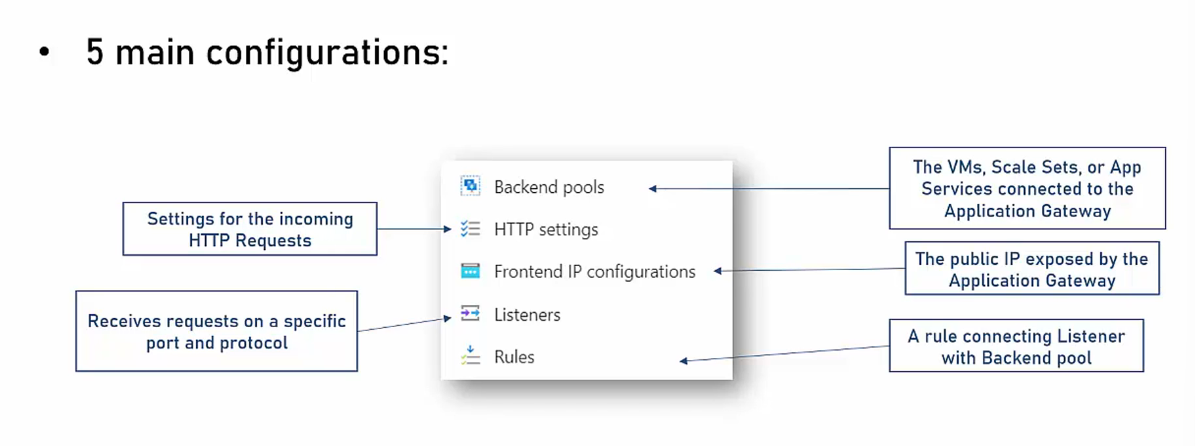 • 5 main configurations:
Backend pools
HTTP settings
Frontend IP configurations
Listeners
Rules
Settings for the incoming
HTTP Requests
Receives requests on a specific
port and protocol
The VMs, Scale Sets, or App
Services connected to the
Application Gateway
The public IP exposed by the
Application Gateway
A rule connecting Listener
with Backend pool